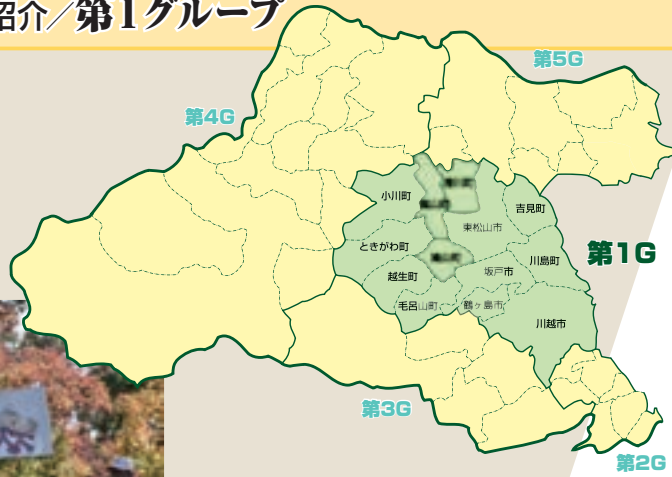 紹介／第1グループ
第5G
第4G
小川町
吉見町
東松山市
ときがわ町
第1G
川島町
坂戸市
越生町
毛呂山町
鶴ヶ島市
川越市
第3G
第2G